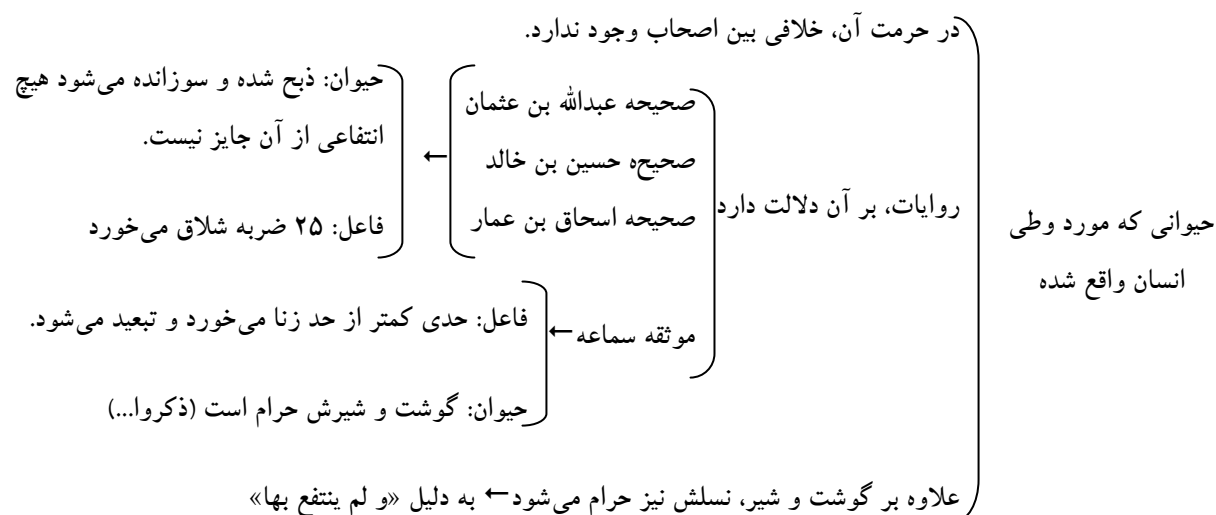 حیوانی که مورد وطی
انسان واقع شده
در حرمت آن، خلافی بین اصحاب وجود ندارد.
روایات، بر آن دلالت دارد
صحیحه عبدالله بن عثمان
صحیحه حسین بن خالد
صحیحه اسحاق بن عمار
←
حیوان: ذبح شده و سوزانده می‌شود هیچ
انتفاعی از آن جایز نیست.
فاعل: ۲۵ ضربه شلاق می‌خورد
موثقه سماعه←
فاعل: حدی کمتر از حد زنا می‌خورد و تبعید می‌شود.
حیوان: گوشت و شیرش حرام است (ذکروا...)
علاوه بر گوشت و شیر، نسلش نیز حرام می‌شود← به دلیل «و لم ینتفع بها»